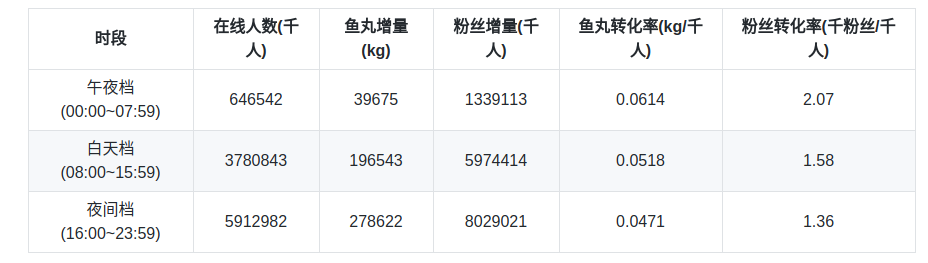 时段 在线人数(千人) 鱼丸增量(kg) 粉丝增量(千人) 鱼丸转化率(kg/千人) 粉丝转化率(千粉丝/千人)
午夜档
(00:00~07:59) 646542 39675 1339113 0.0614 2.07
白天档
(08:00~15:59) 3780843 196543 5974414 0.0518 1.58
夜间档
(16:00~23:59) 5912982 278622 8029021 0.0471 1.36